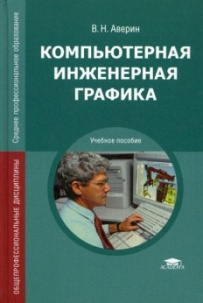 В. Н. Аверин
КОМПЬЮТЕРНАЯ
ИНЖЕНЕРНАЯ
ГРАФИКА
Учебное пособие
ACADEMA
Среднее профессиональное образование
ОБЩЕПРОФЕССИОНАЛЬНЫЕ ДИСЦИПЛИНЫ